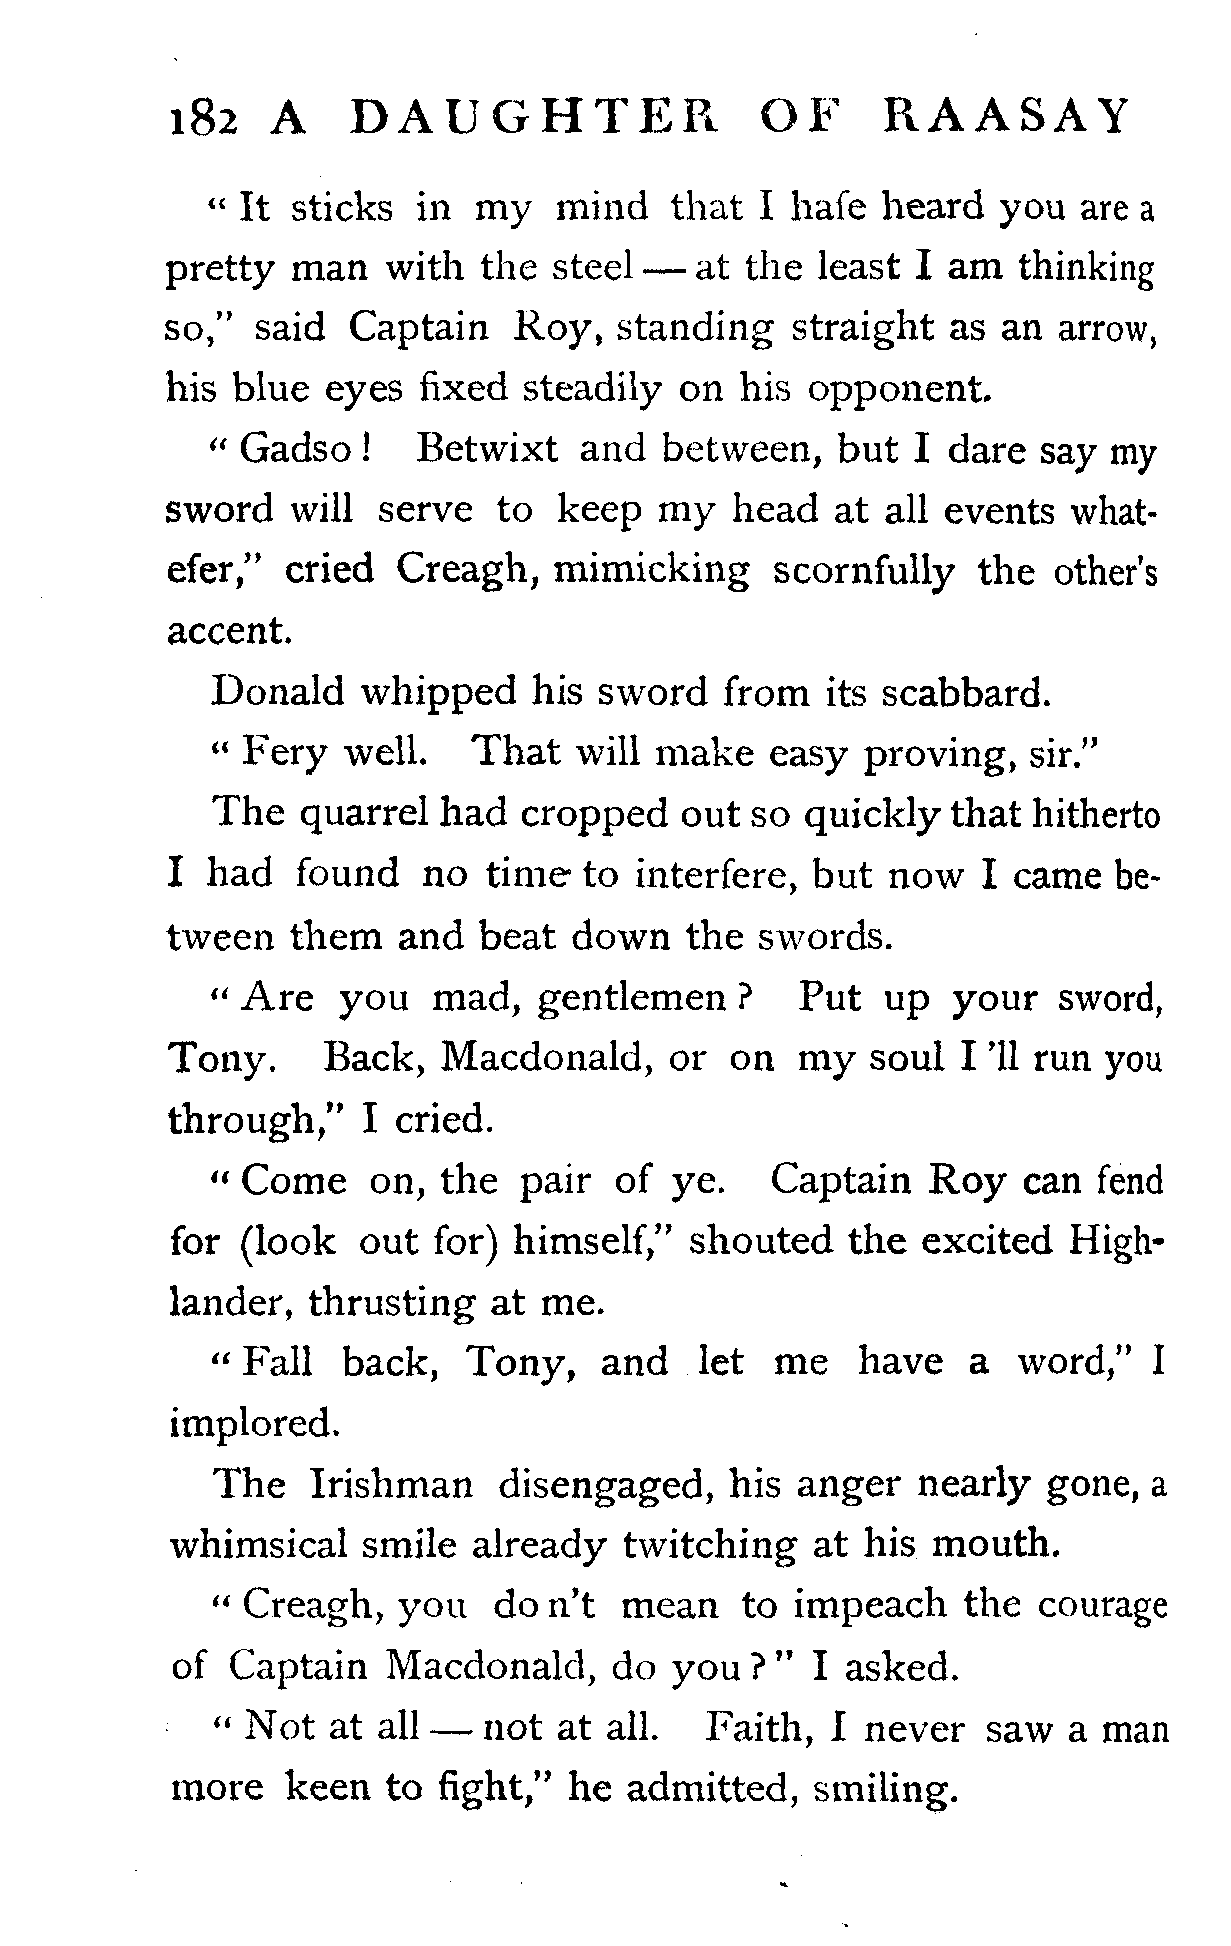 182 A DAUGHTER OF RAASAY
“ It sticks in my mind that I hafe heard you are a
pretty man with the steel — at the least I am thinking
so,” said Captain Roy, standing straight as an arrow,
his blue eyes fixed steadily on his opponent.
“ Gadso ! Betwixt and between, but I dare say my
sword will serve to keep my head at all events what-
efer,” cried Creagh, mimicking scornfully the other's
accent.
Donald whipped his sword from its scabbard.
“ Fery well. That will make easy proving, sir.”
The quarrel had cropped out so quickly that hitherto
I had found no time to interfere, but now I came be-
tween them and beat down the swords.
“ Are you mad, gentlemen ? Put up your sword,
Tony. Back, Macdonald, or on my soul I 'll run you
through,” I cried.
“ Come on, the pair of ye. Captain Roy can fend
for (look out for) himself,” shouted the excited High-
lander, thrusting at me.
“ Fall back, Tony, and let me have a word,” I
implored.
The Irishman disengaged, his anger nearly gone, a
whimsical smile already twitching at his mouth.
“ Creagh, you don't mean to impeach the courage
of Captain Macdonald, do you ? ” I asked.
“ Not at all — not at all. Faith, I never saw a man
more keen to fight,” he admitted, smiling.